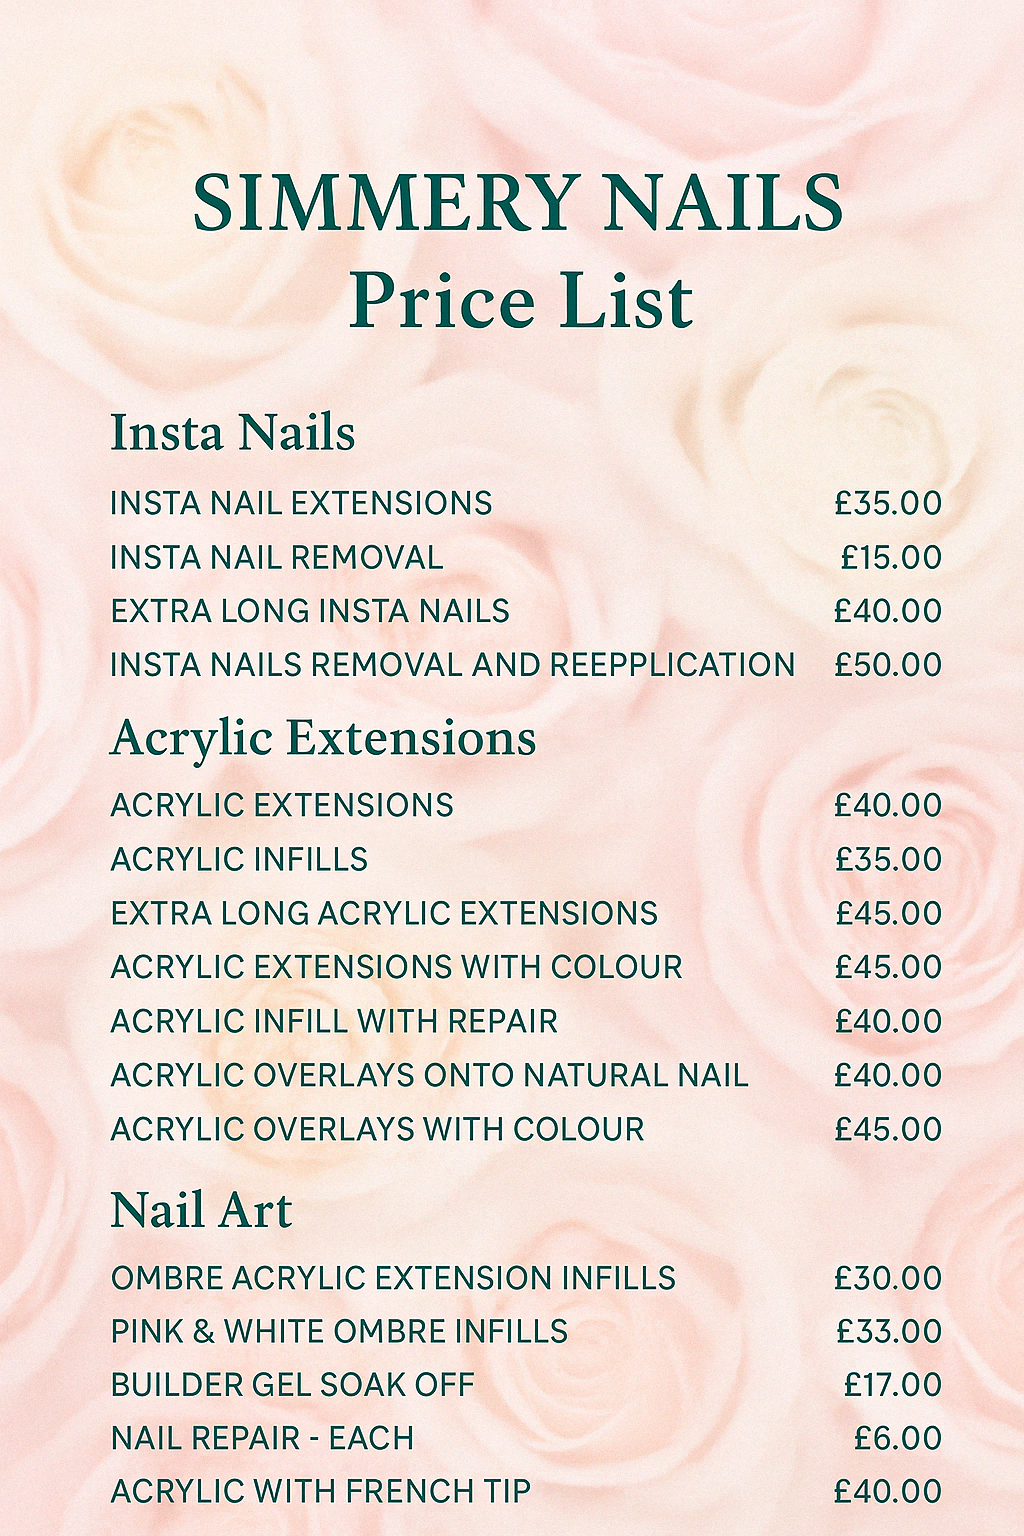 SIMMERY NAILS
Price List
Insta Nails
INSTA NAIL EXTENSIONS £35.00
INSTA NAIL REMOVAL £15.00
EXTRA LONG INSTA NAILS £40.00
INSTA NAILS REMOVAL AND REEPPLICATION £50.00
Acrylic Extensions
ACRYLIC EXTENSIONS £40.00
ACRYLIC INFILLS £35.00
EXTRA LONG ACRYLIC EXTENSIONS £45.00
ACRYLIC EXTENSIONS WITH COLOUR £45.00
ACRYLIC INFILL WITH REPAIR £40.00
ACRYLIC OVERLAYS ONTO NATURAL NAIL £40.00
ACRYLIC OVERLAYS WITH COLOUR £45.00
Nail Art
OMBRE ACRYLIC EXTENSION INFILLS £30.00
PINK & WHITE OMBRE INFILLS £33.00
BUILDER GEL SOAK OFF £17.00
NAIL REPAIR - EACH £6.00
ACRYLIC WITH FRENCH TIP £40.00